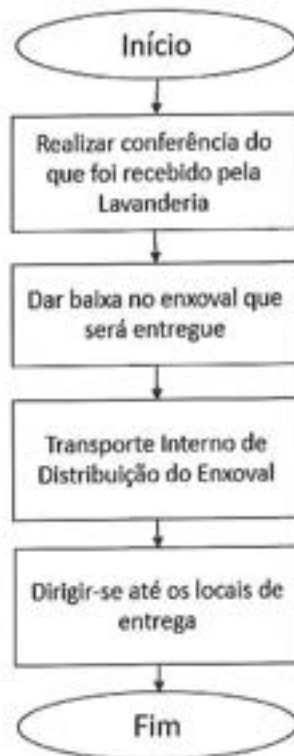 Início
Realizar conferência do
que foi recebido pela
Lavanderia
Dar baixa no enxoval que
será entregue
Transporte Interno de
Distribuição do Enxoval
Dirigir-se até os locais de
entrega
Fim